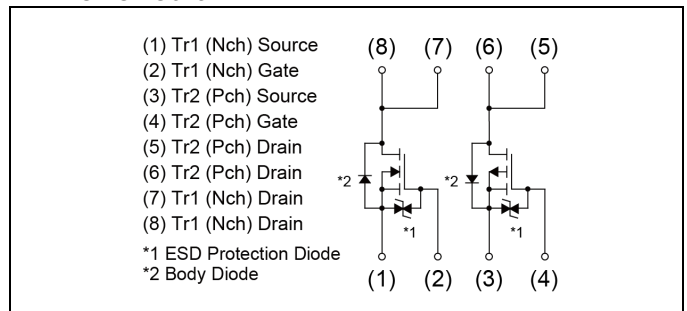 (1) Tr1 (Nch) Source
(2) Tr1 (Nch) Gate
(3) Tr2 (Pch) Source
(4) Tr2 (Pch) Gate
(5) Tr2 (Pch) Drain
(6) Tr2 (Pch) Drain
(7) Tr1 (Nch) Drain
(8) Tr1 (Nch) Drain
*1 ESD Protection Diode
*2 Body Diode
(8) (7) (6) (5)
*2 *2
*1 *1
(1) (2) (3) (4)